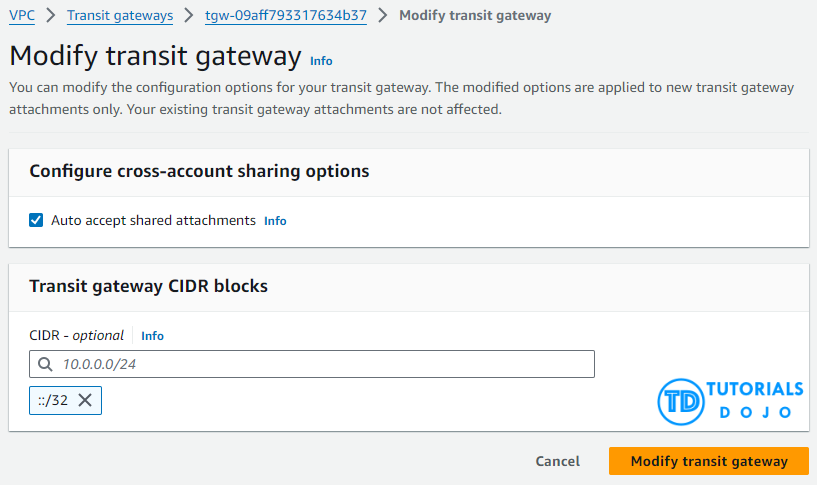 VPC > Transit gateways > tgw-09aff793317634b37 > Modify transit gateway
Modify transit gateway Info
You can modify the configuration options for your transit gateway. The modified options are applied to new transit gateway
attachments only. Your existing transit gateway attachments are not affected.
Configure cross-account sharing options
Auto accept shared attachments Info
Transit gateway CIDR blocks
CIDR - optional Info
10.0.0.0/24
::/32
TD TUTORIALS
DOJO
Cancel Modify transit gateway